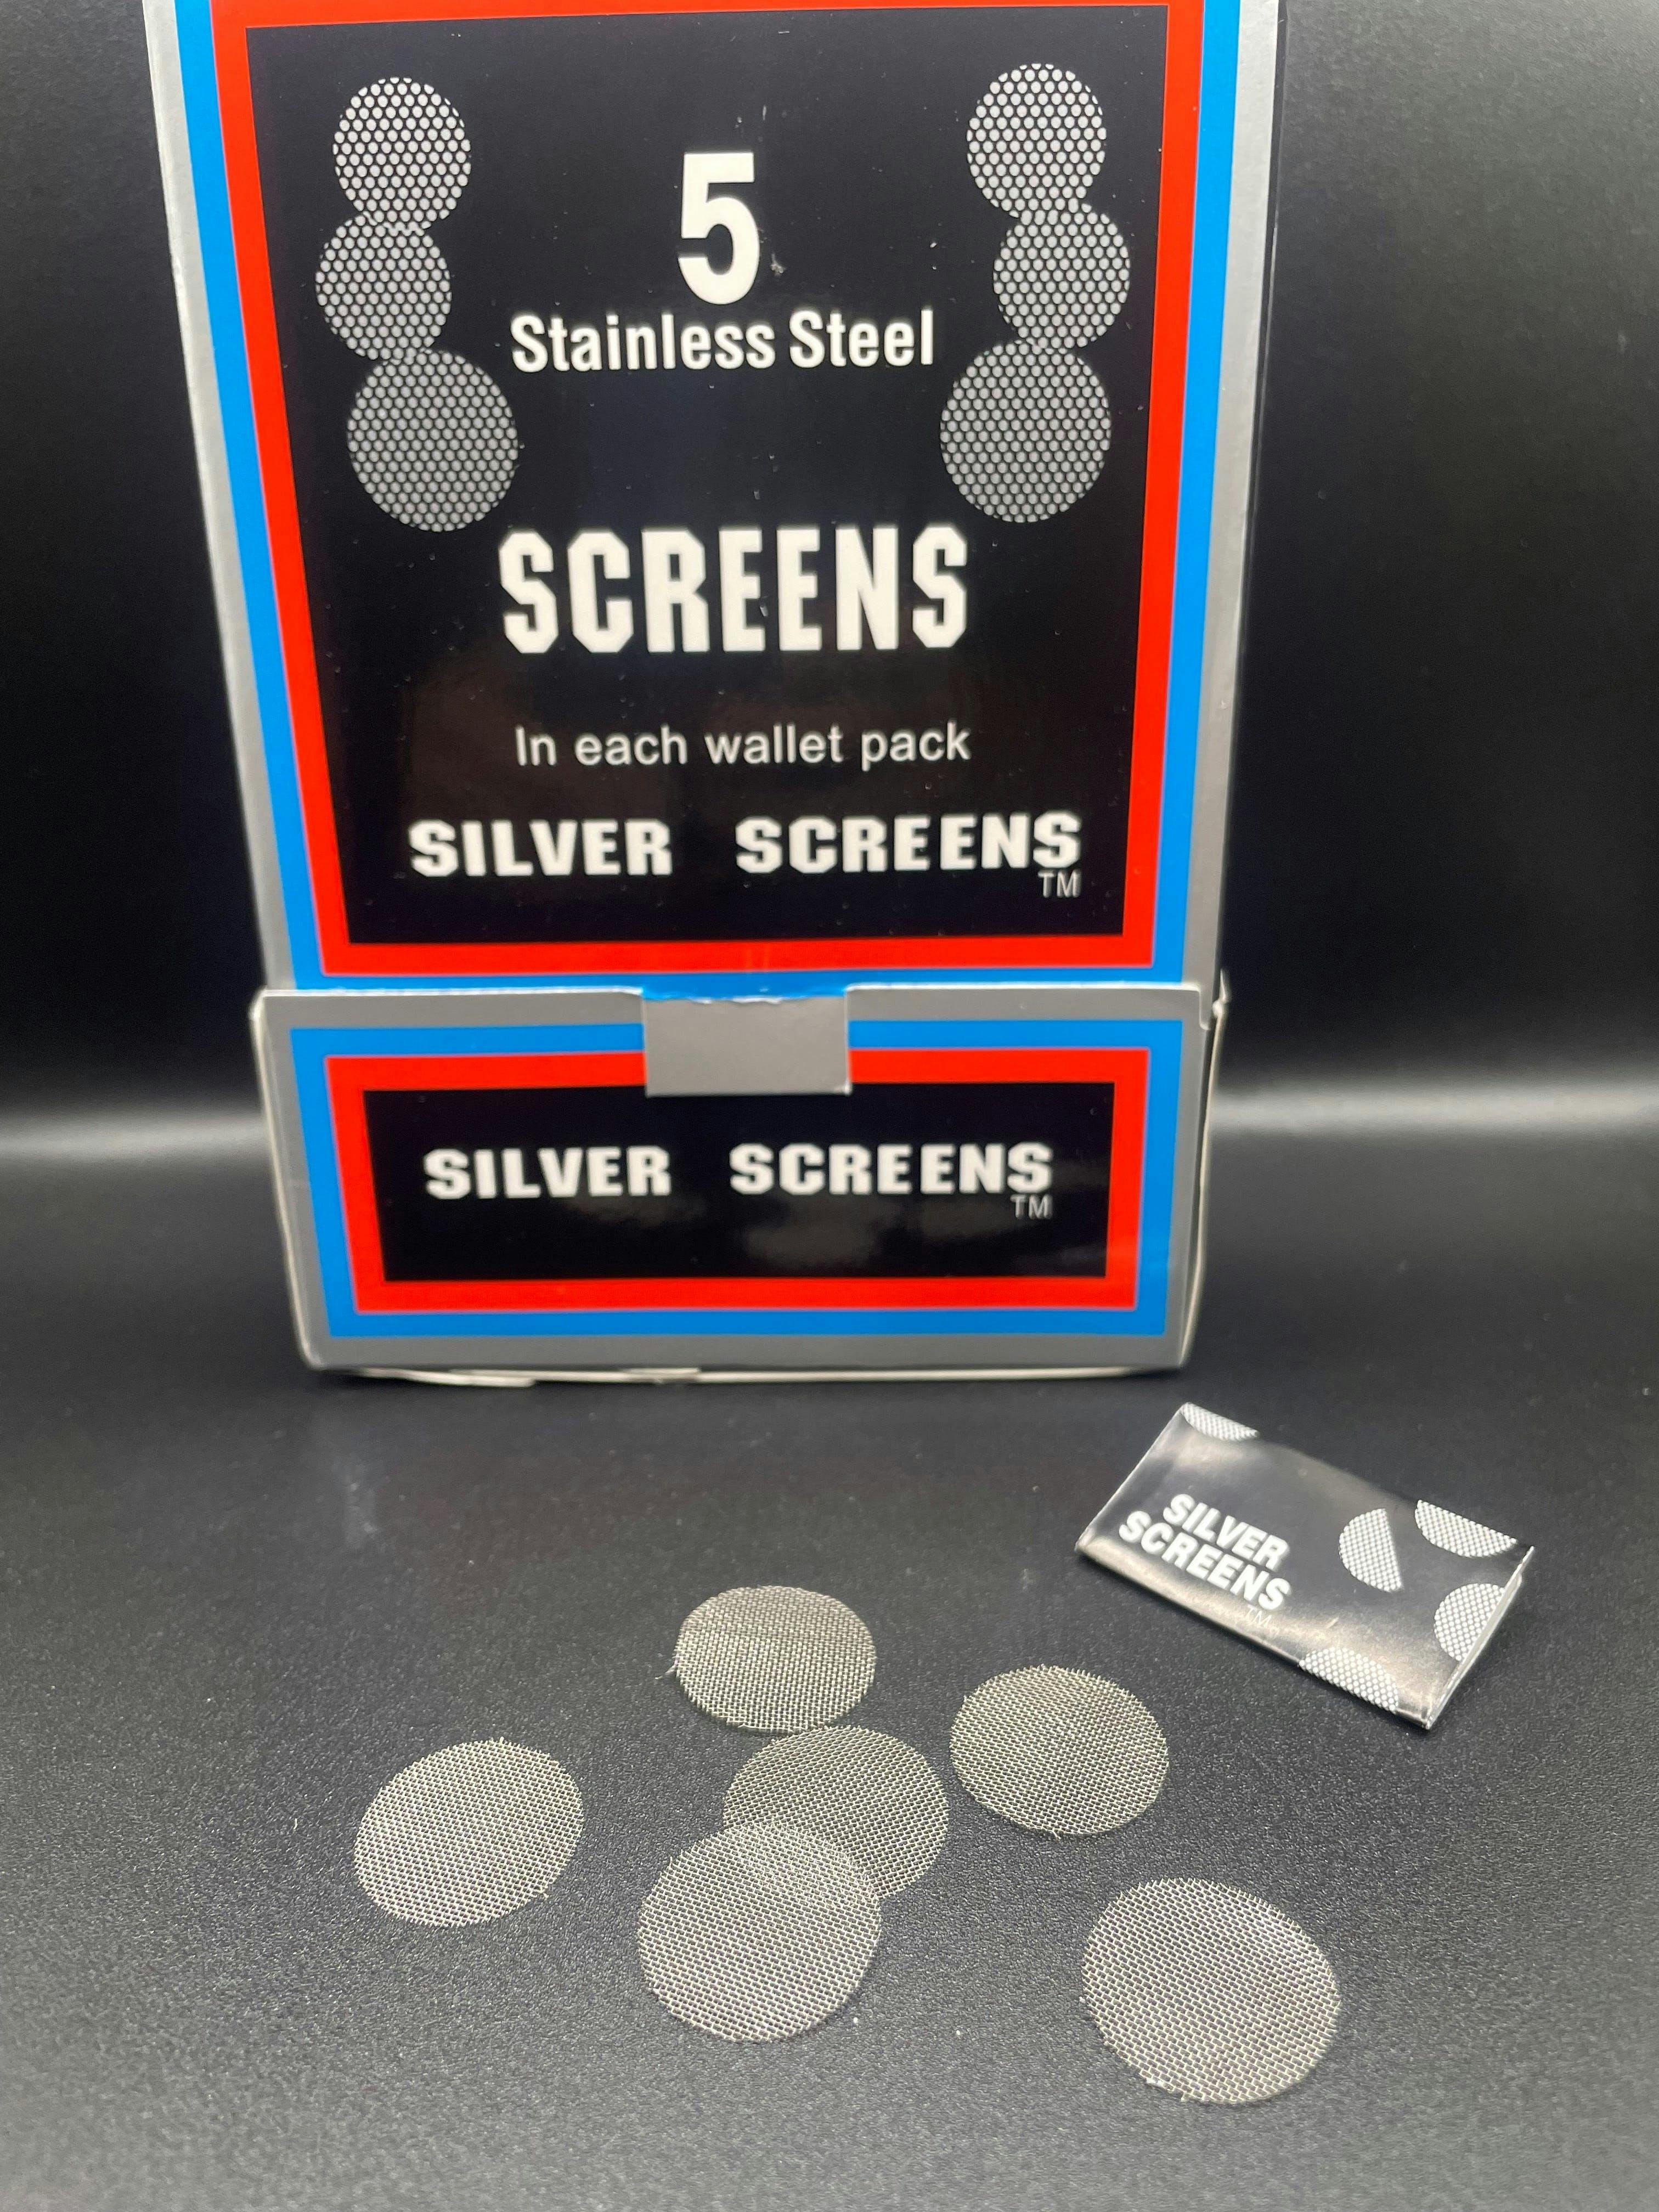 5
Stainless Steel
SCREENS
In each wallet pack
SILVER SCREENS
TM
SILVER SCREENS
TM
SILVER
SCREENS
TM